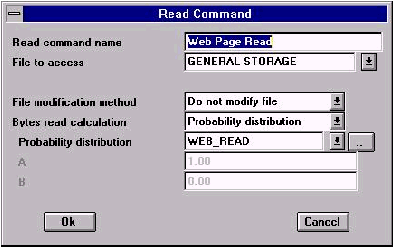 Read Command
Read command name Web Page Read
File to access GENERAL STORAGE
File modification method Do not modify file
Bytes read calculation Probability distribution
Probability distribution WEB_READ ..
A 1.00
B 0.00
Ok Cancel